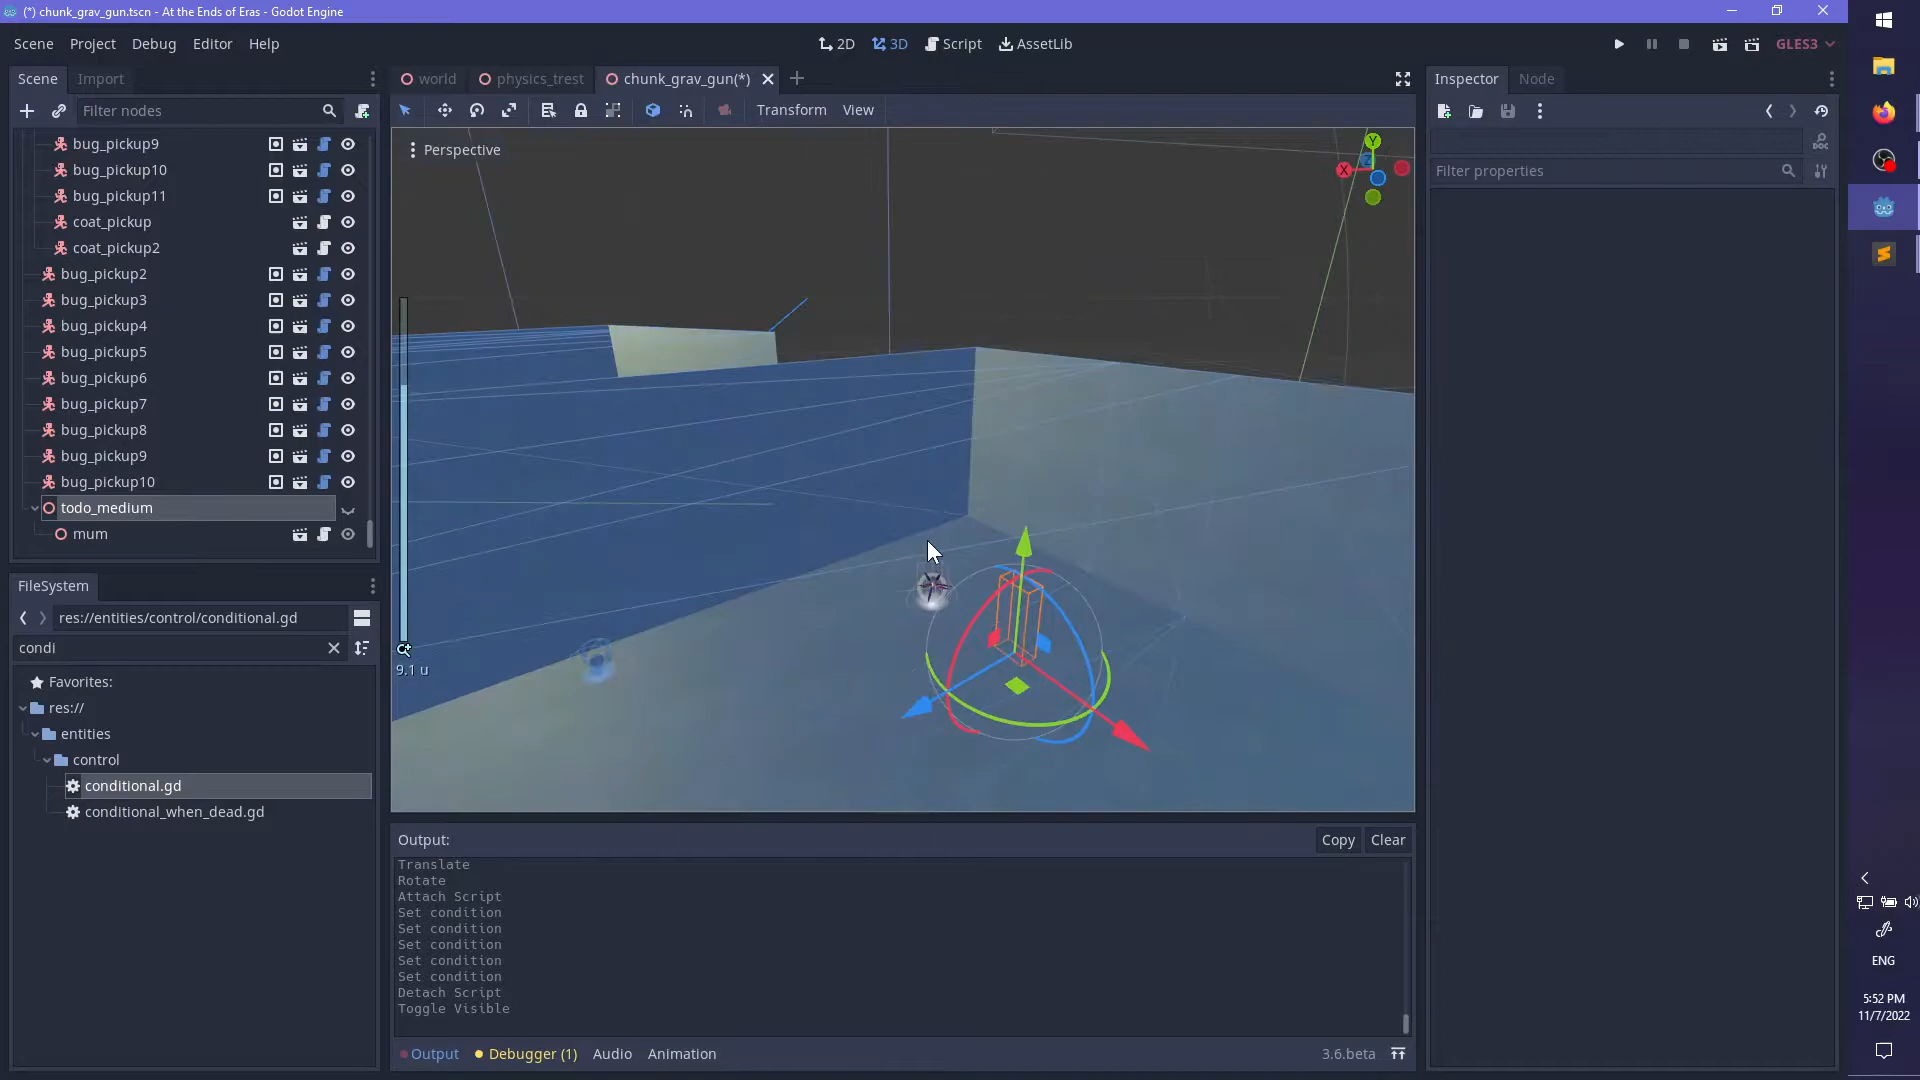 (*) chunk_grav_gun.tscn - At the Ends of Eras - Godot Engine
Scene Project Debug Editor Help
2D 3D Script AssetLib
GLES3
Scene Import
world physics_trest chunk_grav_gun(*)
Inspector Node
Filter nodes
Transform View
Perspective
Y
X
Z
DOC
Filter properties
bug_pickup9
bug_pickup10
bug_pickup11
coat_pickup
coat_pickup2
bug_pickup2
bug_pickup3
bug_pickup4
bug_pickup5
bug_pickup6
bug_pickup7
bug_pickup8
bug_pickup9
bug_pickup10
todo_medium
mum
9.1 u
FileSystem
res://entities/control/conditional.gd
condi
Favorites:
res://
entities
control
conditional.gd
conditional_when_dead.gd
Output:
Copy Clear
Translate
Rotate
Attach Script
Set condition
Set condition
Set condition
Set condition
Set condition
Detach Script
Toggle Visible
Output Debugger (1) Audio Animation
3.6.beta
ENG
5:52 PM
11/7/2022